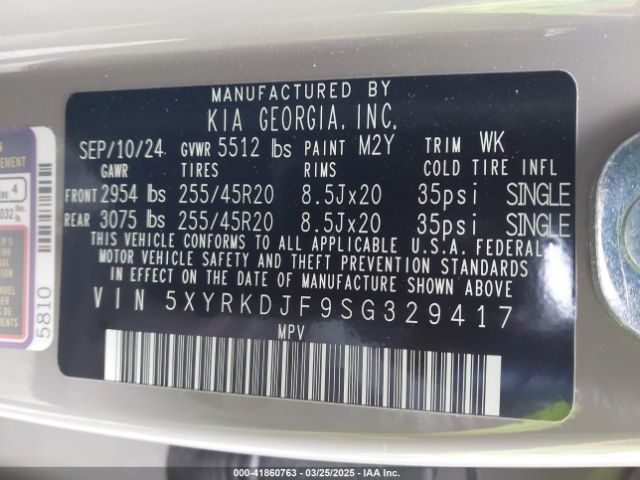 MANUFACTURED BY
KIA GEORGIA, INC.
SEP/10/24 GVWR 5512 lbs PAINT M2Y TRIM WK
GAWR TIRES RIMS COLD TIRE INFL
FRONT 2954 lbs 255/45R20 8.5Jx20 35psi SINGLE
REAR 3075 lbs 255/45R20 8.5Jx20 35psi SINGLE
THIS VEHICLE CONFORMS TO ALL APPLICABLE U.S.A. FEDERAL
MOTOR VEHICLE SAFETY AND THEFT PREVENTION STANDARDS
IN EFFECT ON THE DATE OF MANUFACTURE SHOWN ABOVE.
VIN 5XYRKDJF9SG329417
MPV
4
5810
000-41860763 - 03/25/2025 - IAA Inc.